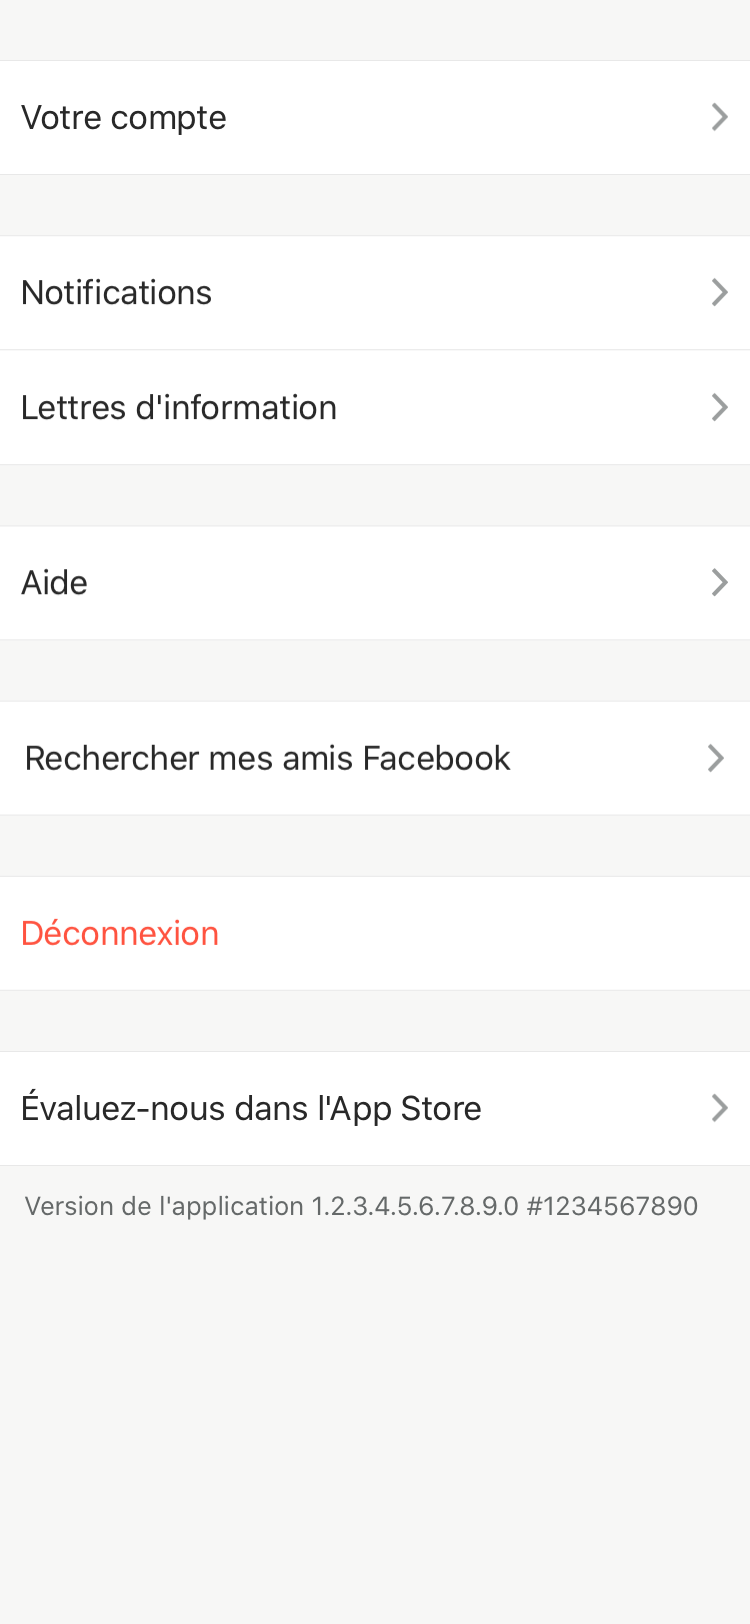 Votre compte
Notifications
Lettres d'information
Aide
Rechercher mes amis Facebook
Déconnexion
Évaluez-nous dans l'App Store
Version de l'application 1.2.3.4.5.6.7.8.9.0 #1234567890